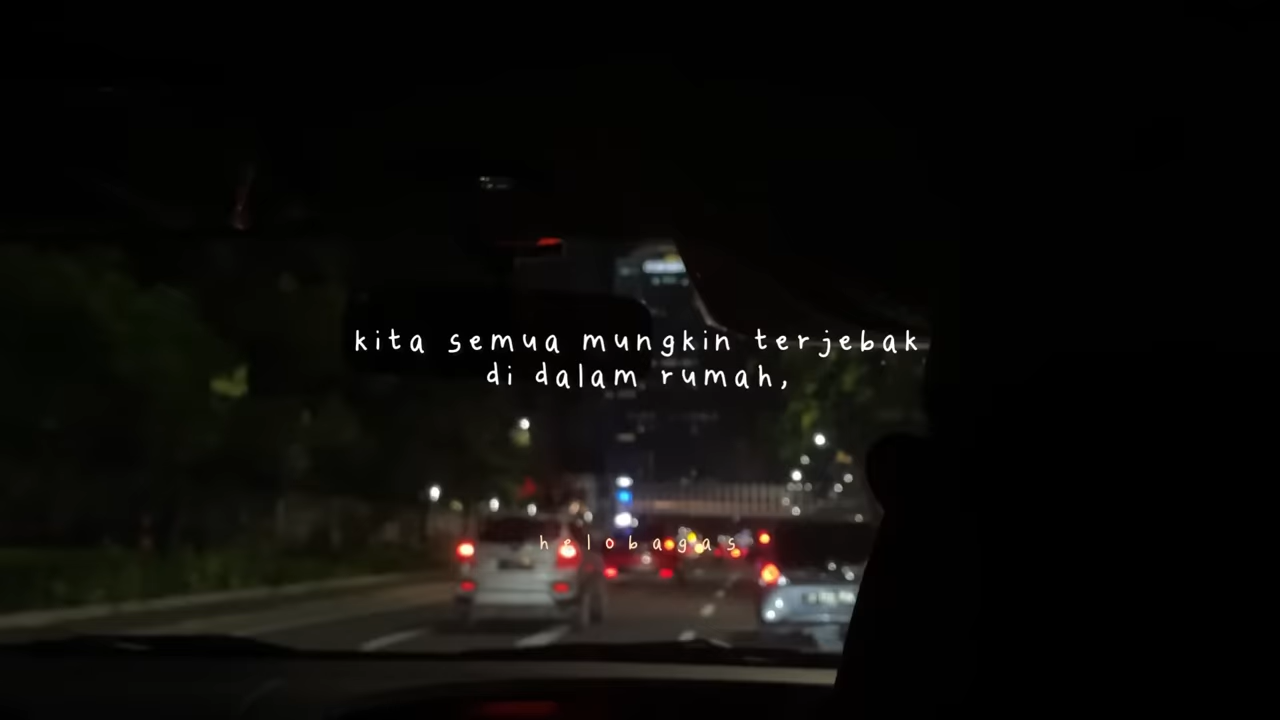 kita semua mungkin terjebak
di dalam rumah,
helobagas